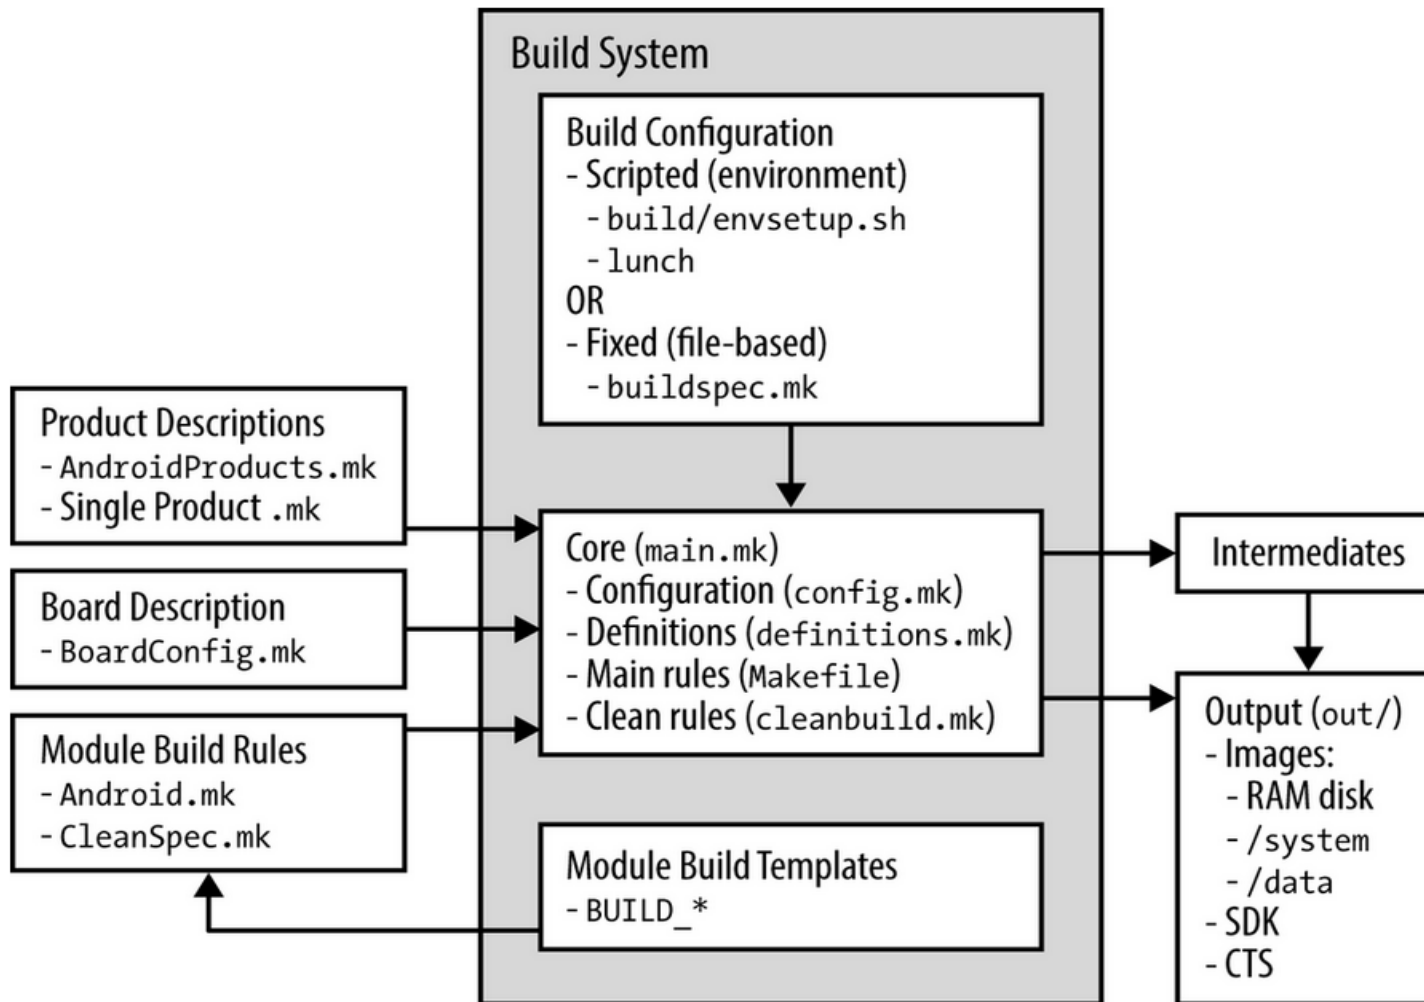 Build System
Build Configuration
- Scripted (environment)
- build/envsetup.sh
- lunch
OR
- Fixed (file-based)
- buildspec.mk
Product Descriptions
- AndroidProducts.mk
- Single Product .mk
Board Description
- BoardConfig.mk
Module Build Rules
- Android.mk
- CleanSpec.mk
Core (main.mk)
- Configuration (config.mk)
- Definitions (definitions.mk)
- Main rules (Makefile)
- Clean rules (cleanbuild.mk)
Module Build Templates
- BUILD_*
Intermediates
Output (out/)
- Images:
- RAM disk
- /system
- /data
- SDK
- CTS